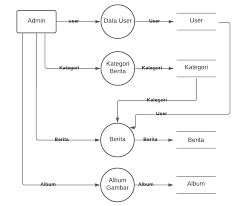 Admin
user
Data User
User
User
Kategori
Kategori
Berita
Kategori
Kategori
Kategori
User
Berita
Berita
Berita
Berita
Album
Album
Gambar
Album
Album